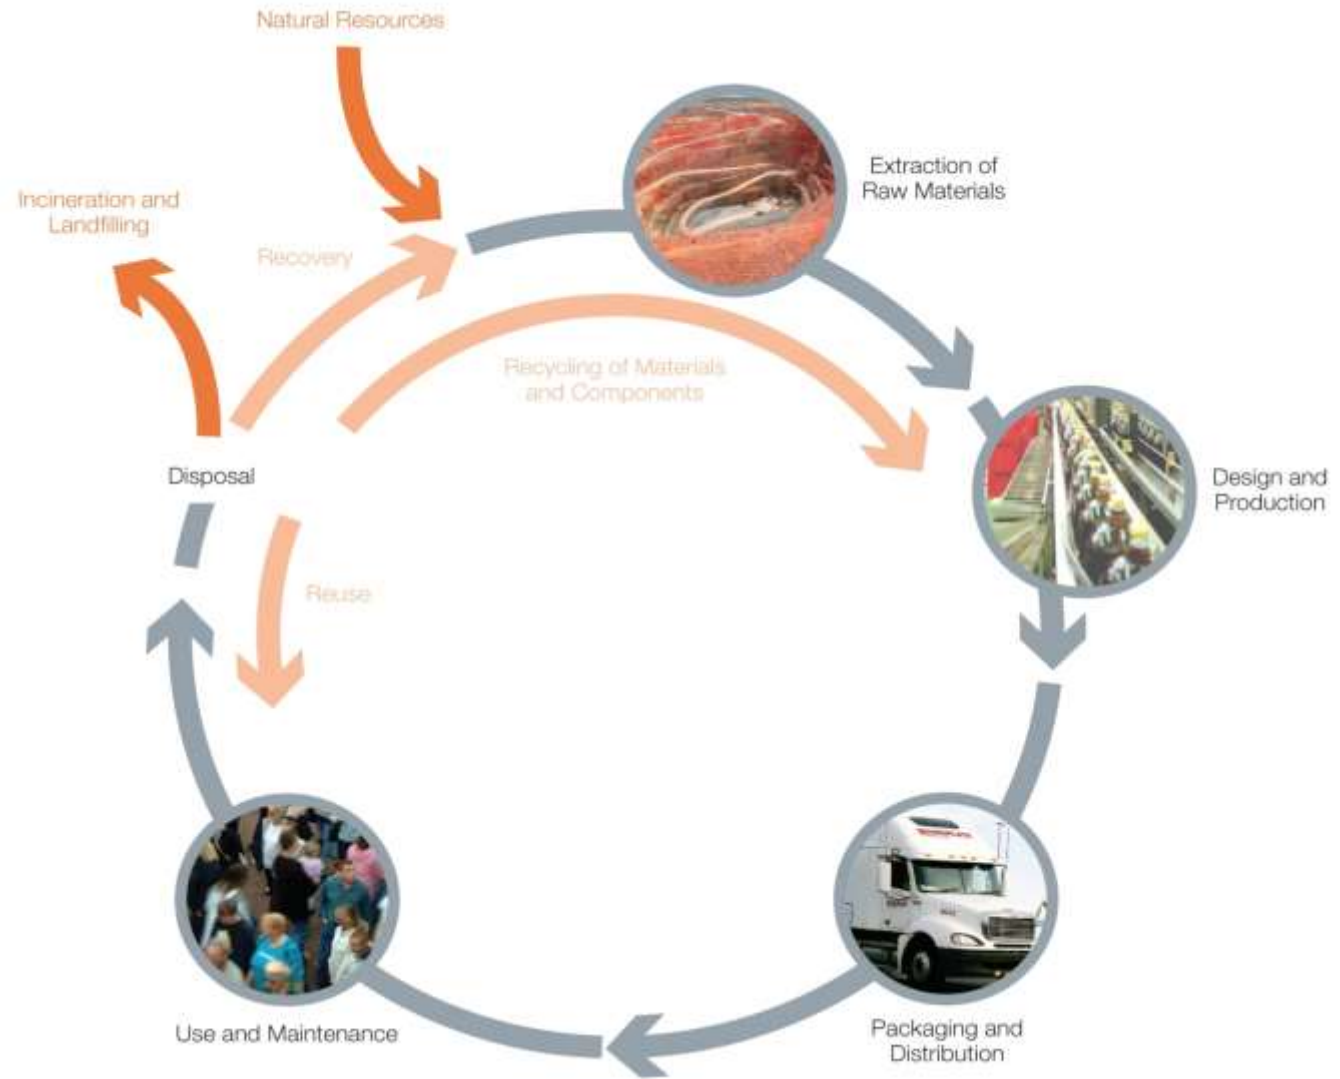 Natural Resources
Extraction of
Raw Materials
Incineration and
Landfilling
Recovery
Recycling of Materials
and Components
Disposal
Design and
Production
Reuse
Use and Maintenance
Packaging and
Distribution